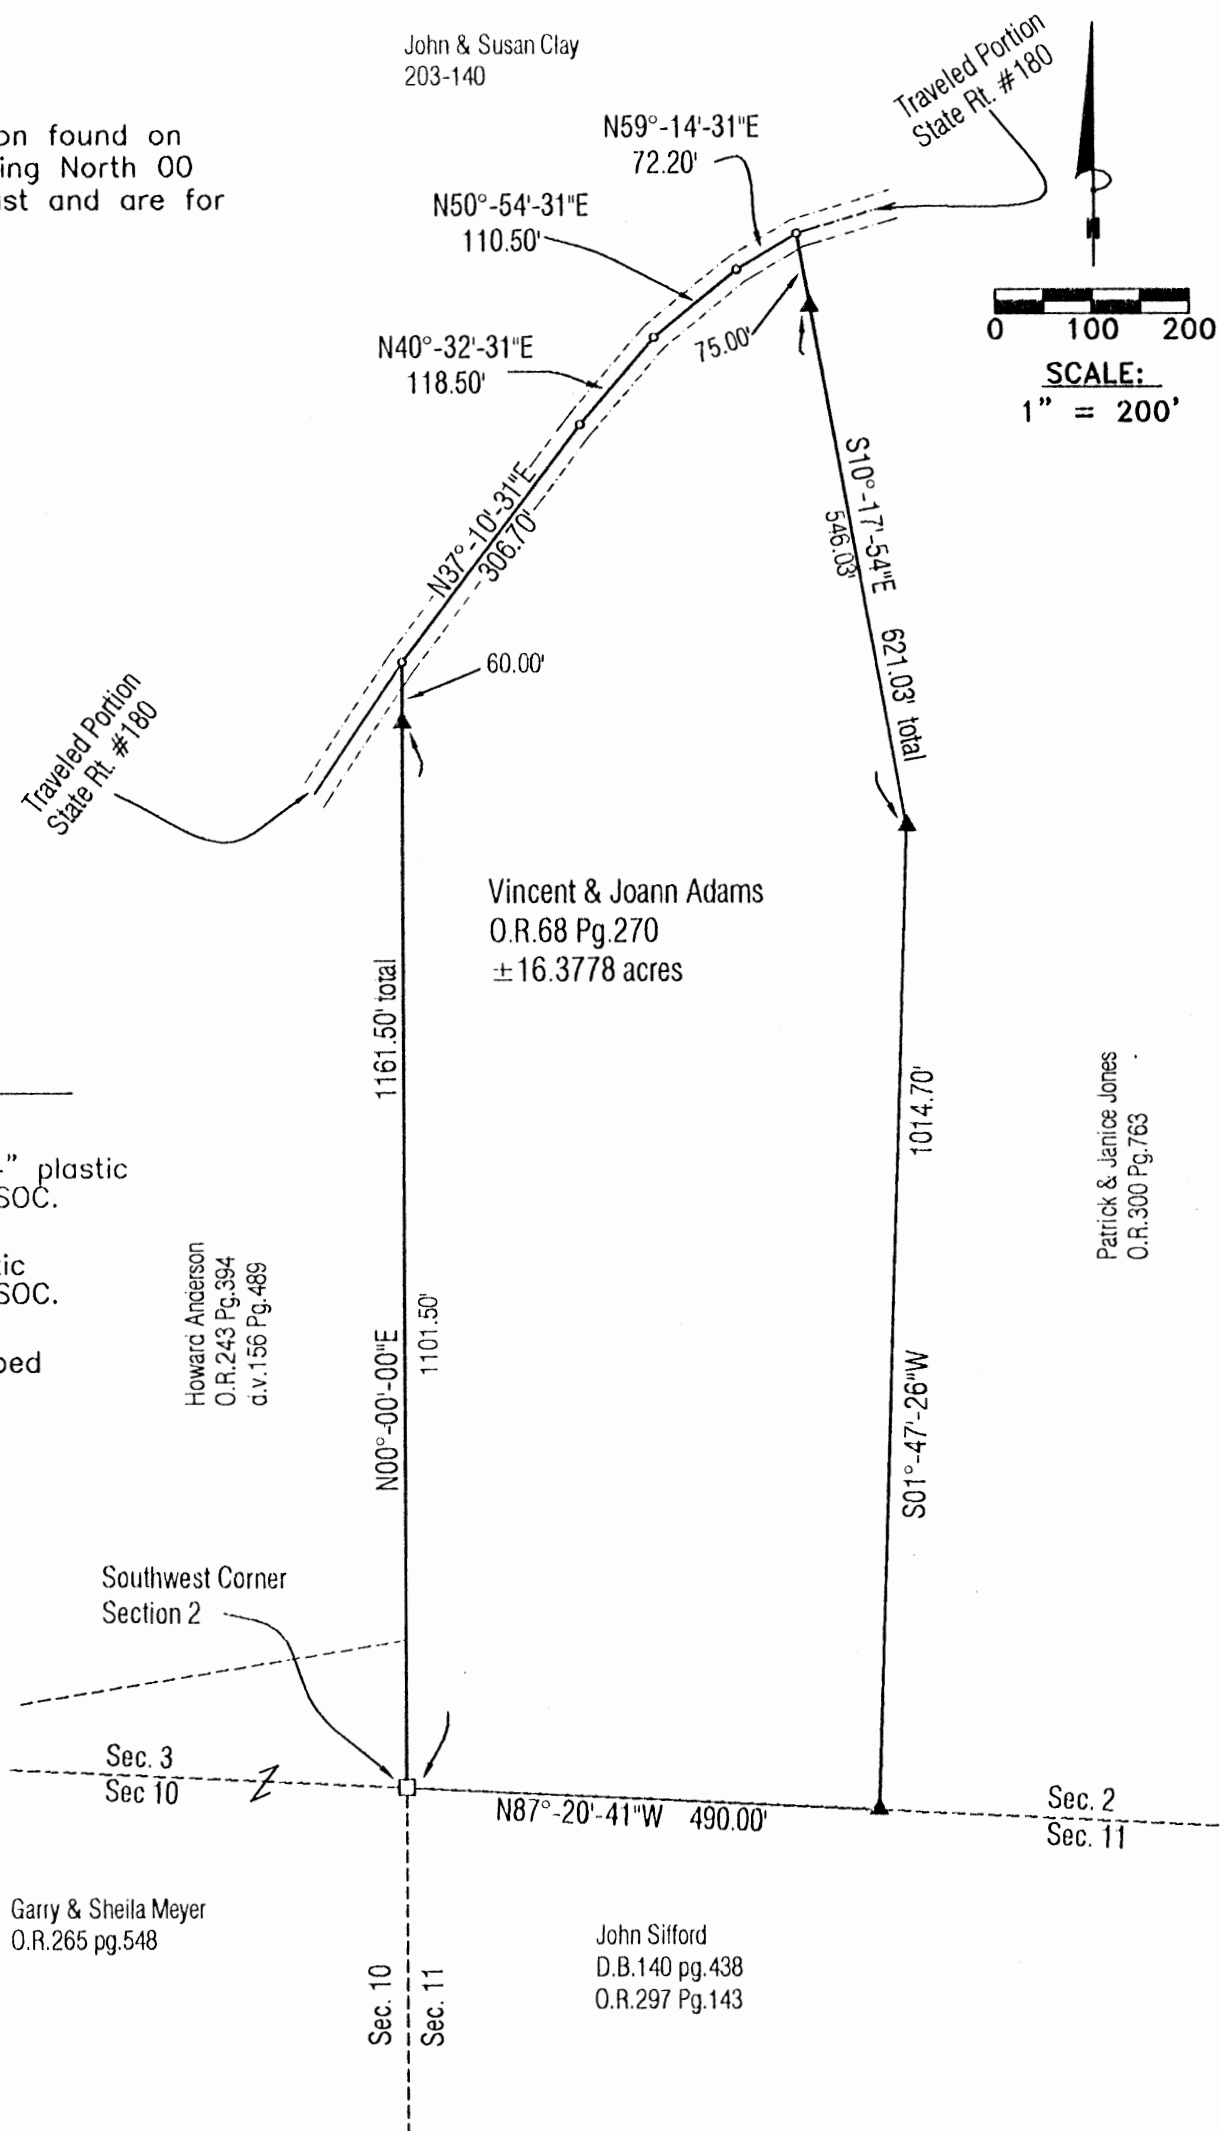 John & Susan Clay
203-140
on found on
ing North 00
st and are for
N59°-14'-31"E
72.20'
Traveled Portion
State Rt. #180
N50°-54'-31"E
110.50'
N40°-32'-31"E
118.50'
75.00'
0 100 200
SCALE:
1" = 200'
N37°-10'-31"E
306.70'
S10°-17'-54"E 621.03' total
546.03'
60.00'
Traveled Portion
State Rt. #180
Vincent & Joann Adams
O.R.68 Pg.270
±16.3778 acres
1161.50' total
1014.70'
Patrick & Janice Jones
O.R.300 Pg.763
" plastic
SOC.
tic
SOC.
ped
Howard Anderson
O.R.243 Pg.394
d.v.156 Pg.489
N00°-00'-00"E
1101.50'
S01°-47'-26"W
Southwest Corner
Section 2
Sec. 3
Sec 10
N87°-20'-41"W 490.00'
Sec. 2
Sec. 11
Garry & Sheila Meyer
O.R.265 pg.548
John Sifford
D.B.140 pg.438
O.R.297 Pg.143
Sec. 10
Sec. 11